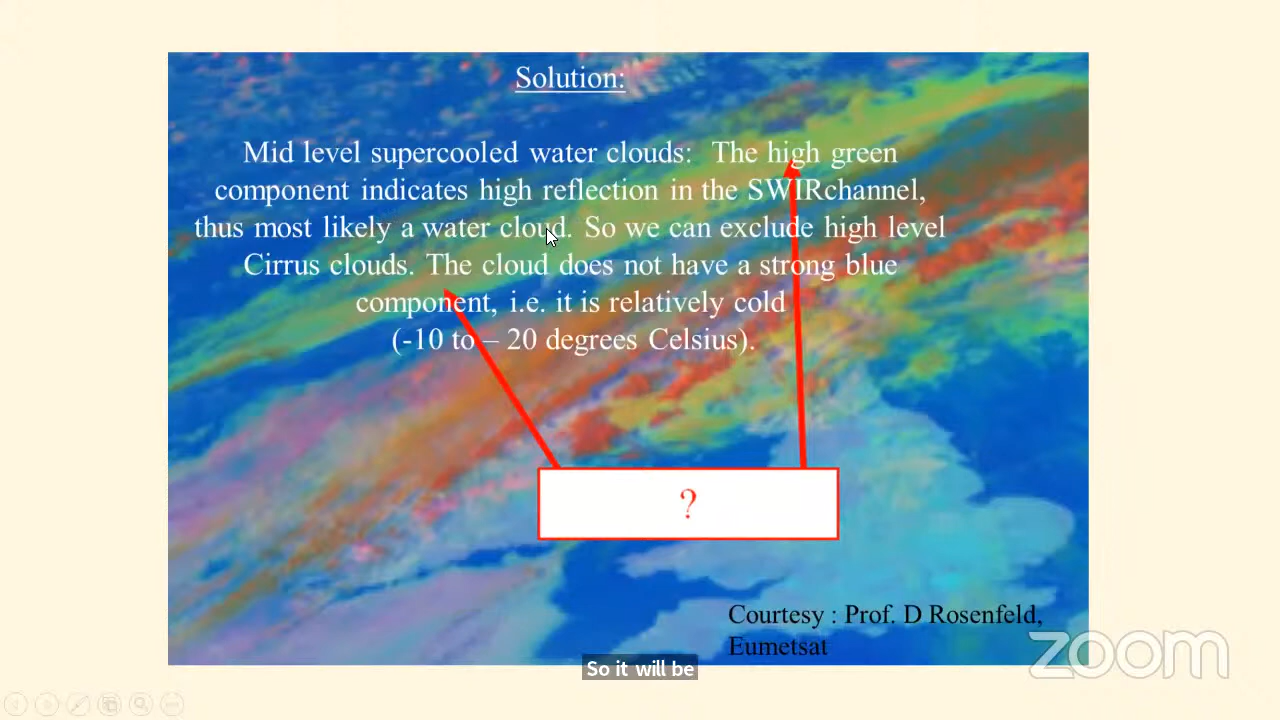 Solution:
Mid level supercooled water clouds:  The high green
component indicates high reflection in the SWIRchannel,
thus most likely a water cloud. So we can exclude high level
Cirrus clouds. The cloud does not have a strong blue
component, i.e. it is relatively cold
(-10 to – 20 degrees Celsius).
?
Courtesy : Prof. D Rosenfeld,
Eumetsat
zoom
So it will be